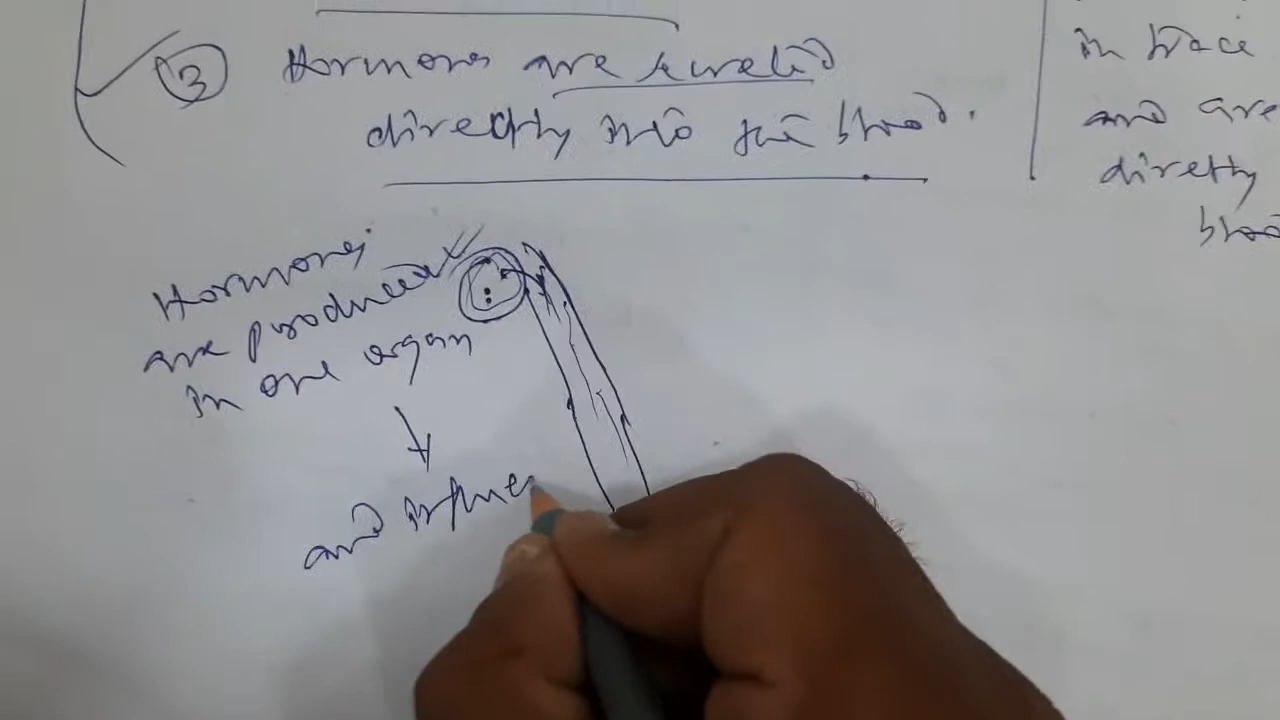 ③ Hormones are secreted
directly into the blood.
in trace
and are
directly
bloo
Hormones
are produced
in one organ
and influe